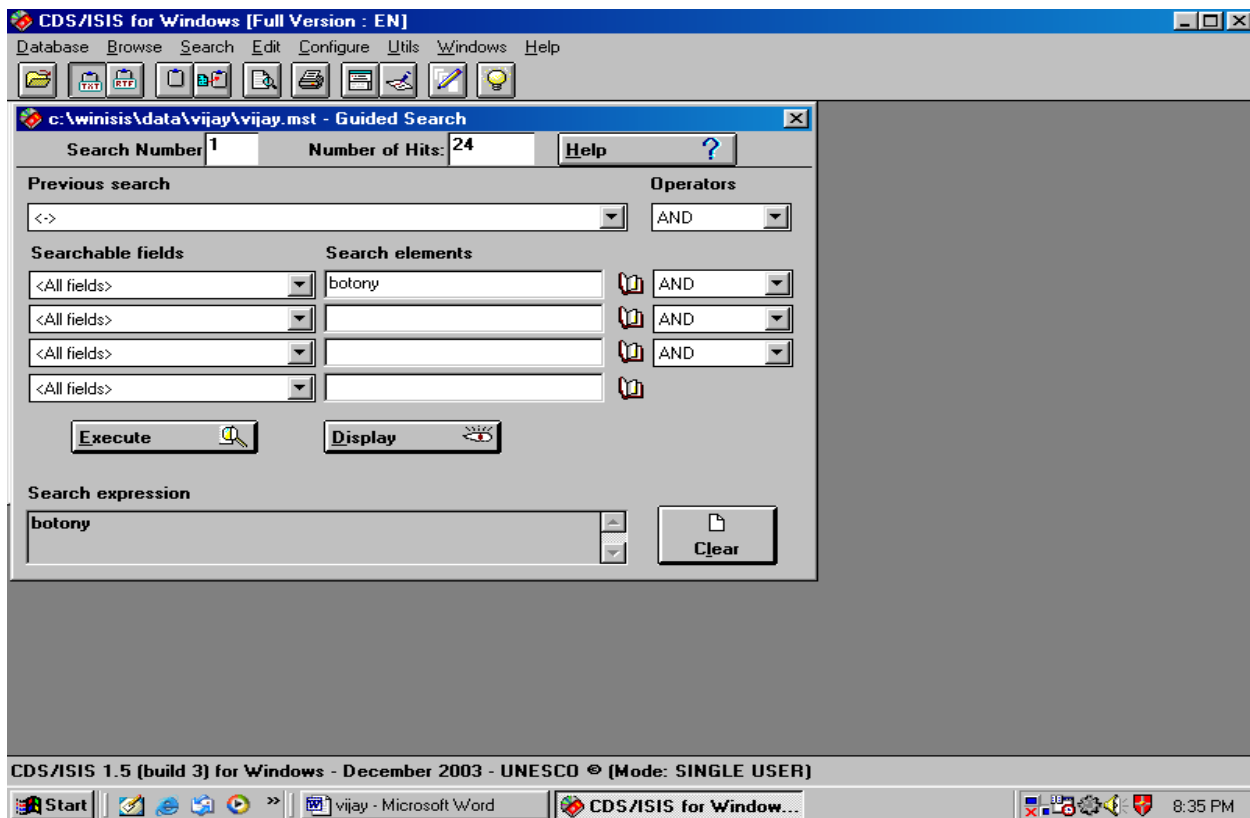 CDS/ISIS for Windows [Full Version : EN]
Database Browse Search Edit Configure Utils Windows Help
TXT RTF
c:\winisis\data\vijay\vijay.mst - Guided Search
Search Number 1 Number of Hits: 24 Help ?
Previous search Operators
<-> AND
Searchable fields Search elements
<All fields> botony AND
<All fields> AND
<All fields> AND
<All fields>
Execute Display
Search expression
botony
Clear
CDS/ISIS 1.5 (build 3) for Windows - December 2003 - UNESCO © (Mode: SINGLE USER)
Start » vijay - Microsoft Word CDS/ISIS for Window... 8:35 PM